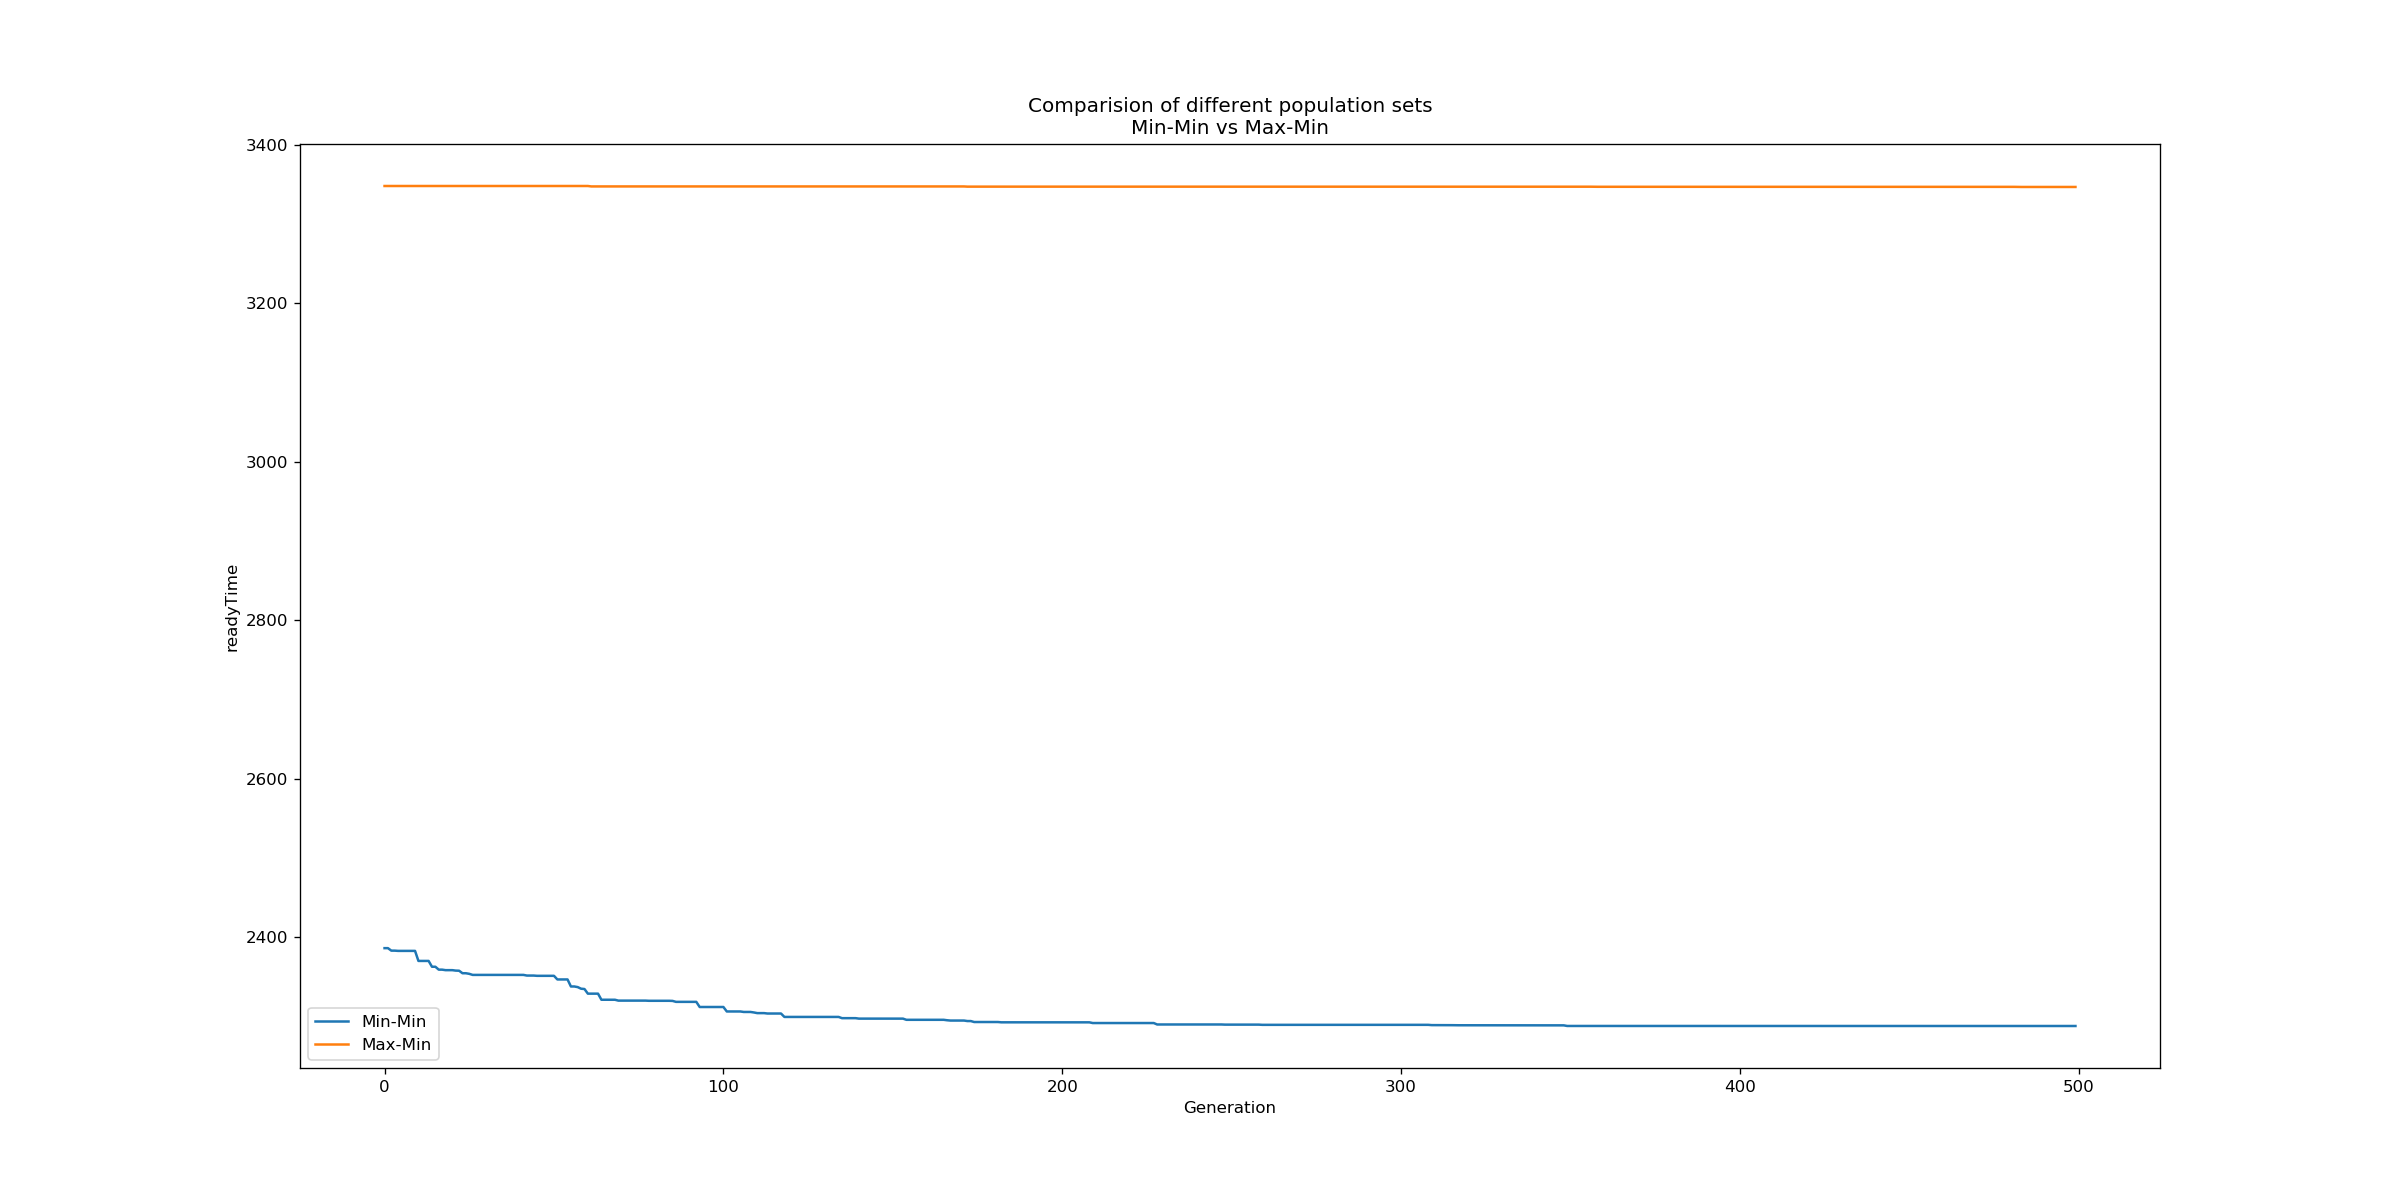 Comparision of different population sets
Min-Min vs Max-Min
3400
3200
3000
2800
2600
2400
readyTime
Min-Min
Max-Min
0 100 200 300 400 500
Generation